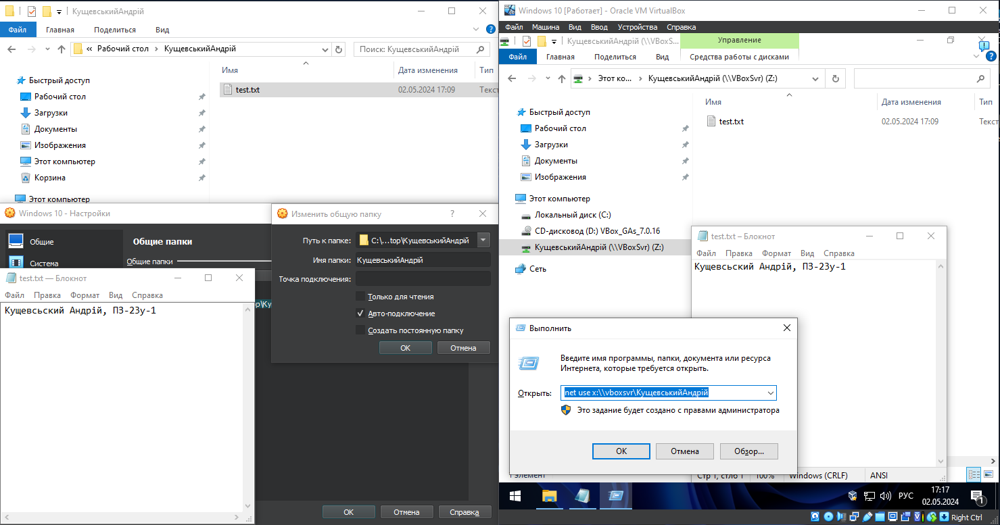 КущевськийАндрій
Файл
Главная
Поделиться
Вид
« Рабочий стол › КущевськийАндрій
Поиск: КущевськийАндрій
Имя
Дата изменения
Тип
Быстрый доступ
Рабочий стол
Загрузки
Документы
Изображения
Этот компьютер
Корзина
Этот компьютер
test.txt
02.05.2024 17:09
Текст
Windows 10 - Настройки
Общие
Система
Общие папки
Общие папки
op\Ку
OK
Отмена
Справка
Изменить общую папку
?
Путь к папке:
C:\...top\КущевськийАндрій
Имя папки:
КущевськийАндрій
Точка подключения:
Только для чтения
Авто-подключение
Создать постоянную папку
OK
Отмена
test.txt — Блокнот
Файл Правка Формат Вид Справка
Кущевсьский Андрій, ПЗ-23у-1
Windows 10 [Работает] - Oracle VM VirtualBox
Файл Машина Вид Ввод Устройства Справка
КущевськийАндрій (\\VBoxS...
Управление
Файл
Главная
Поделиться
Вид
Средства работы с дисками
› Этот ко... › КущевськийАндрій (\\VBoxSvr) (Z:)
Имя
Дата изменения
Тип
Быстрый доступ
Рабочий стол
Загрузки
Документы
Изображения
Этот компьютер
Локальный диск (C:)
CD-дисковод (D:) VBox_GAs_7.0.16
КущевськийАндрій (\\VBoxSvr) (Z:)
Сеть
test.txt
02.05.2024 17:09
Текст
test.txt – Блокнот
Файл Правка Формат Вид Справка
Кущевсьский Андрій, ПЗ-23у-1
Стр 1, стлб 1
100%
Windows (CRLF)
ANSI
Выполнить
Введите имя программы, папки, документа или ресурса
Интернета, которые требуется открыть.
Открыть:
net use x:\\vboxsvr\КущевськийАндрій
Это задание будет создано с правами администратора
OK
Отмена
Обзор...
1 элемент
РУС
17:17
02.05.2024
1
Right Ctrl